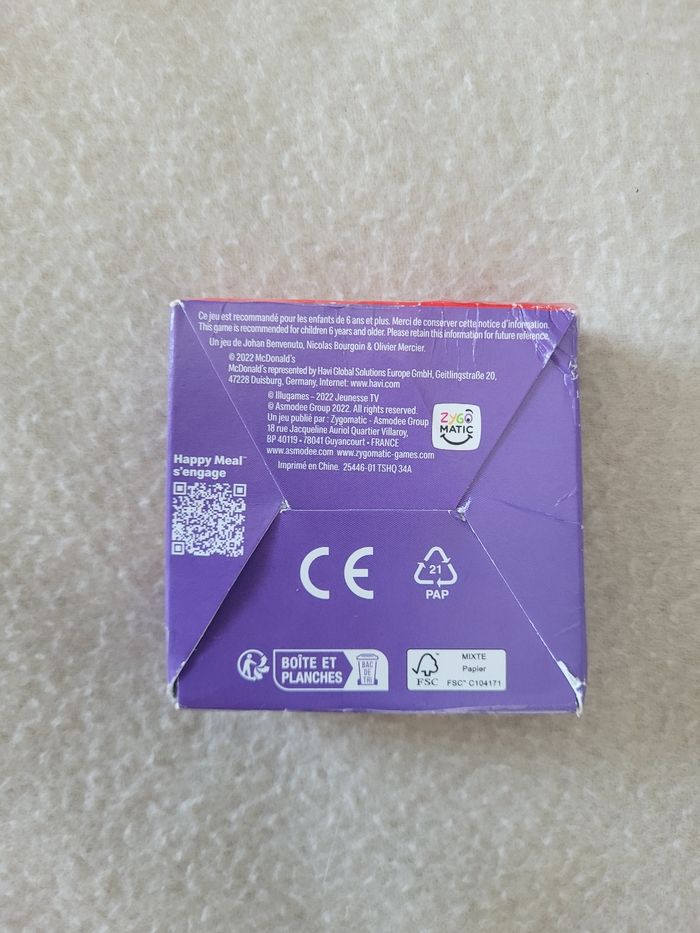 Ce jeu est recommandé pour les enfants de 6 ans et plus. Merci de conserver cette notice d'information.
This game is recommended for children 6 years and older. Please retain this information for future reference.
Un jeu de Johan Benvenuto, Nicolas Bourgoin & Olivier Mercier.
© 2022 McDonald's
McDonald's represented by Havi Global Solutions Europe GmbH, Geitlingstraße 20,
47228 Duisburg, Germany, Internet: www.havi.com
© Illugames – 2022 Jeunesse TV
© Asmodee Group 2022. All rights reserved.
Un jeu publié par : Zygomatic - Asmodee Group
18 rue Jacqueline Auriol Quartier Villaroy,
BP 40119 • 78041 Guyancourt • FRANCE
www.asmodee.com www.zygomatic-games.com
Imprimé en Chine. 25446-01 TSHQ 34A
ZYGO
MATIC
Happy Meal™
s'engage
CE
21
PAP
BOÎTE ET
PLANCHES
BAC
DE
TRI
FSC
MIXTE
Papier
FSC® C104171